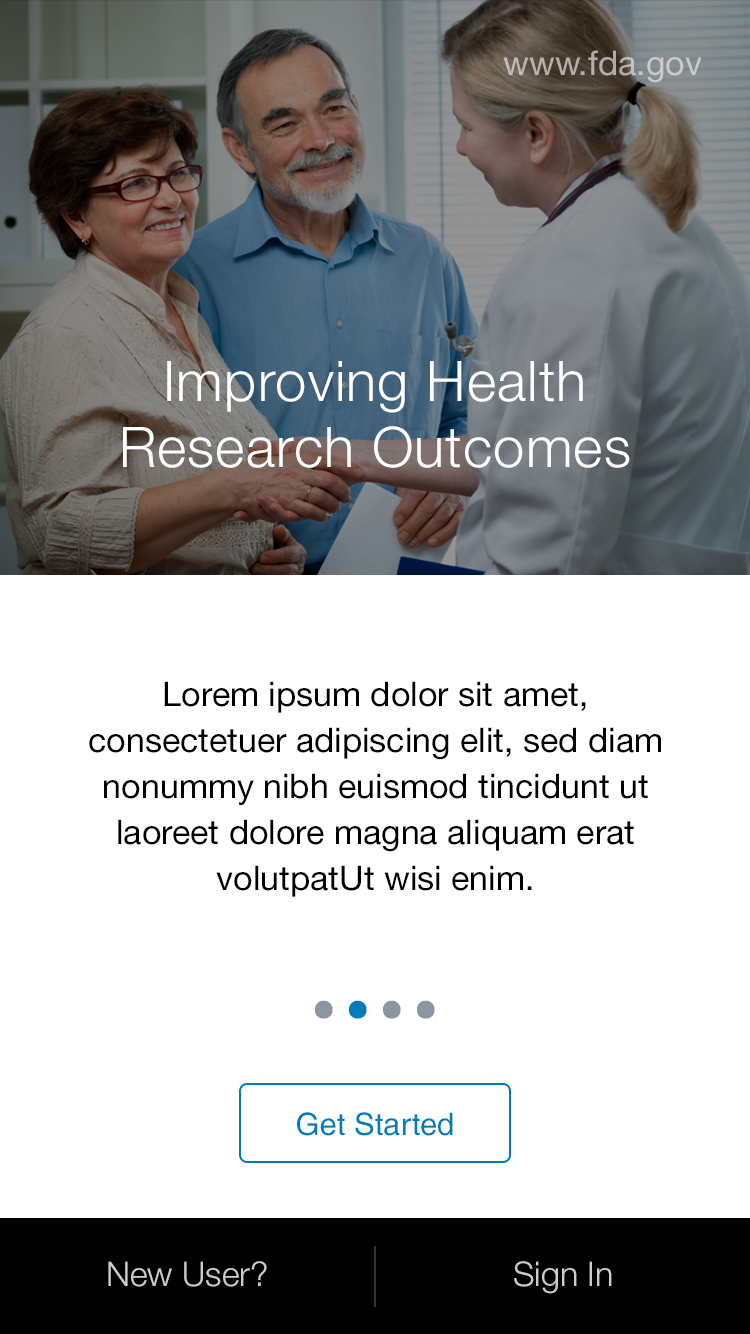 www.fda.gov
Improving Health
Research Outcomes
Lorem ipsum dolor sit amet,
consectetuer adipiscing elit, sed diam
nonummy nibh euismod tincidunt ut
laoreet dolore magna aliquam erat
volutpatUt wisi enim.
Get Started
New User?
Sign In